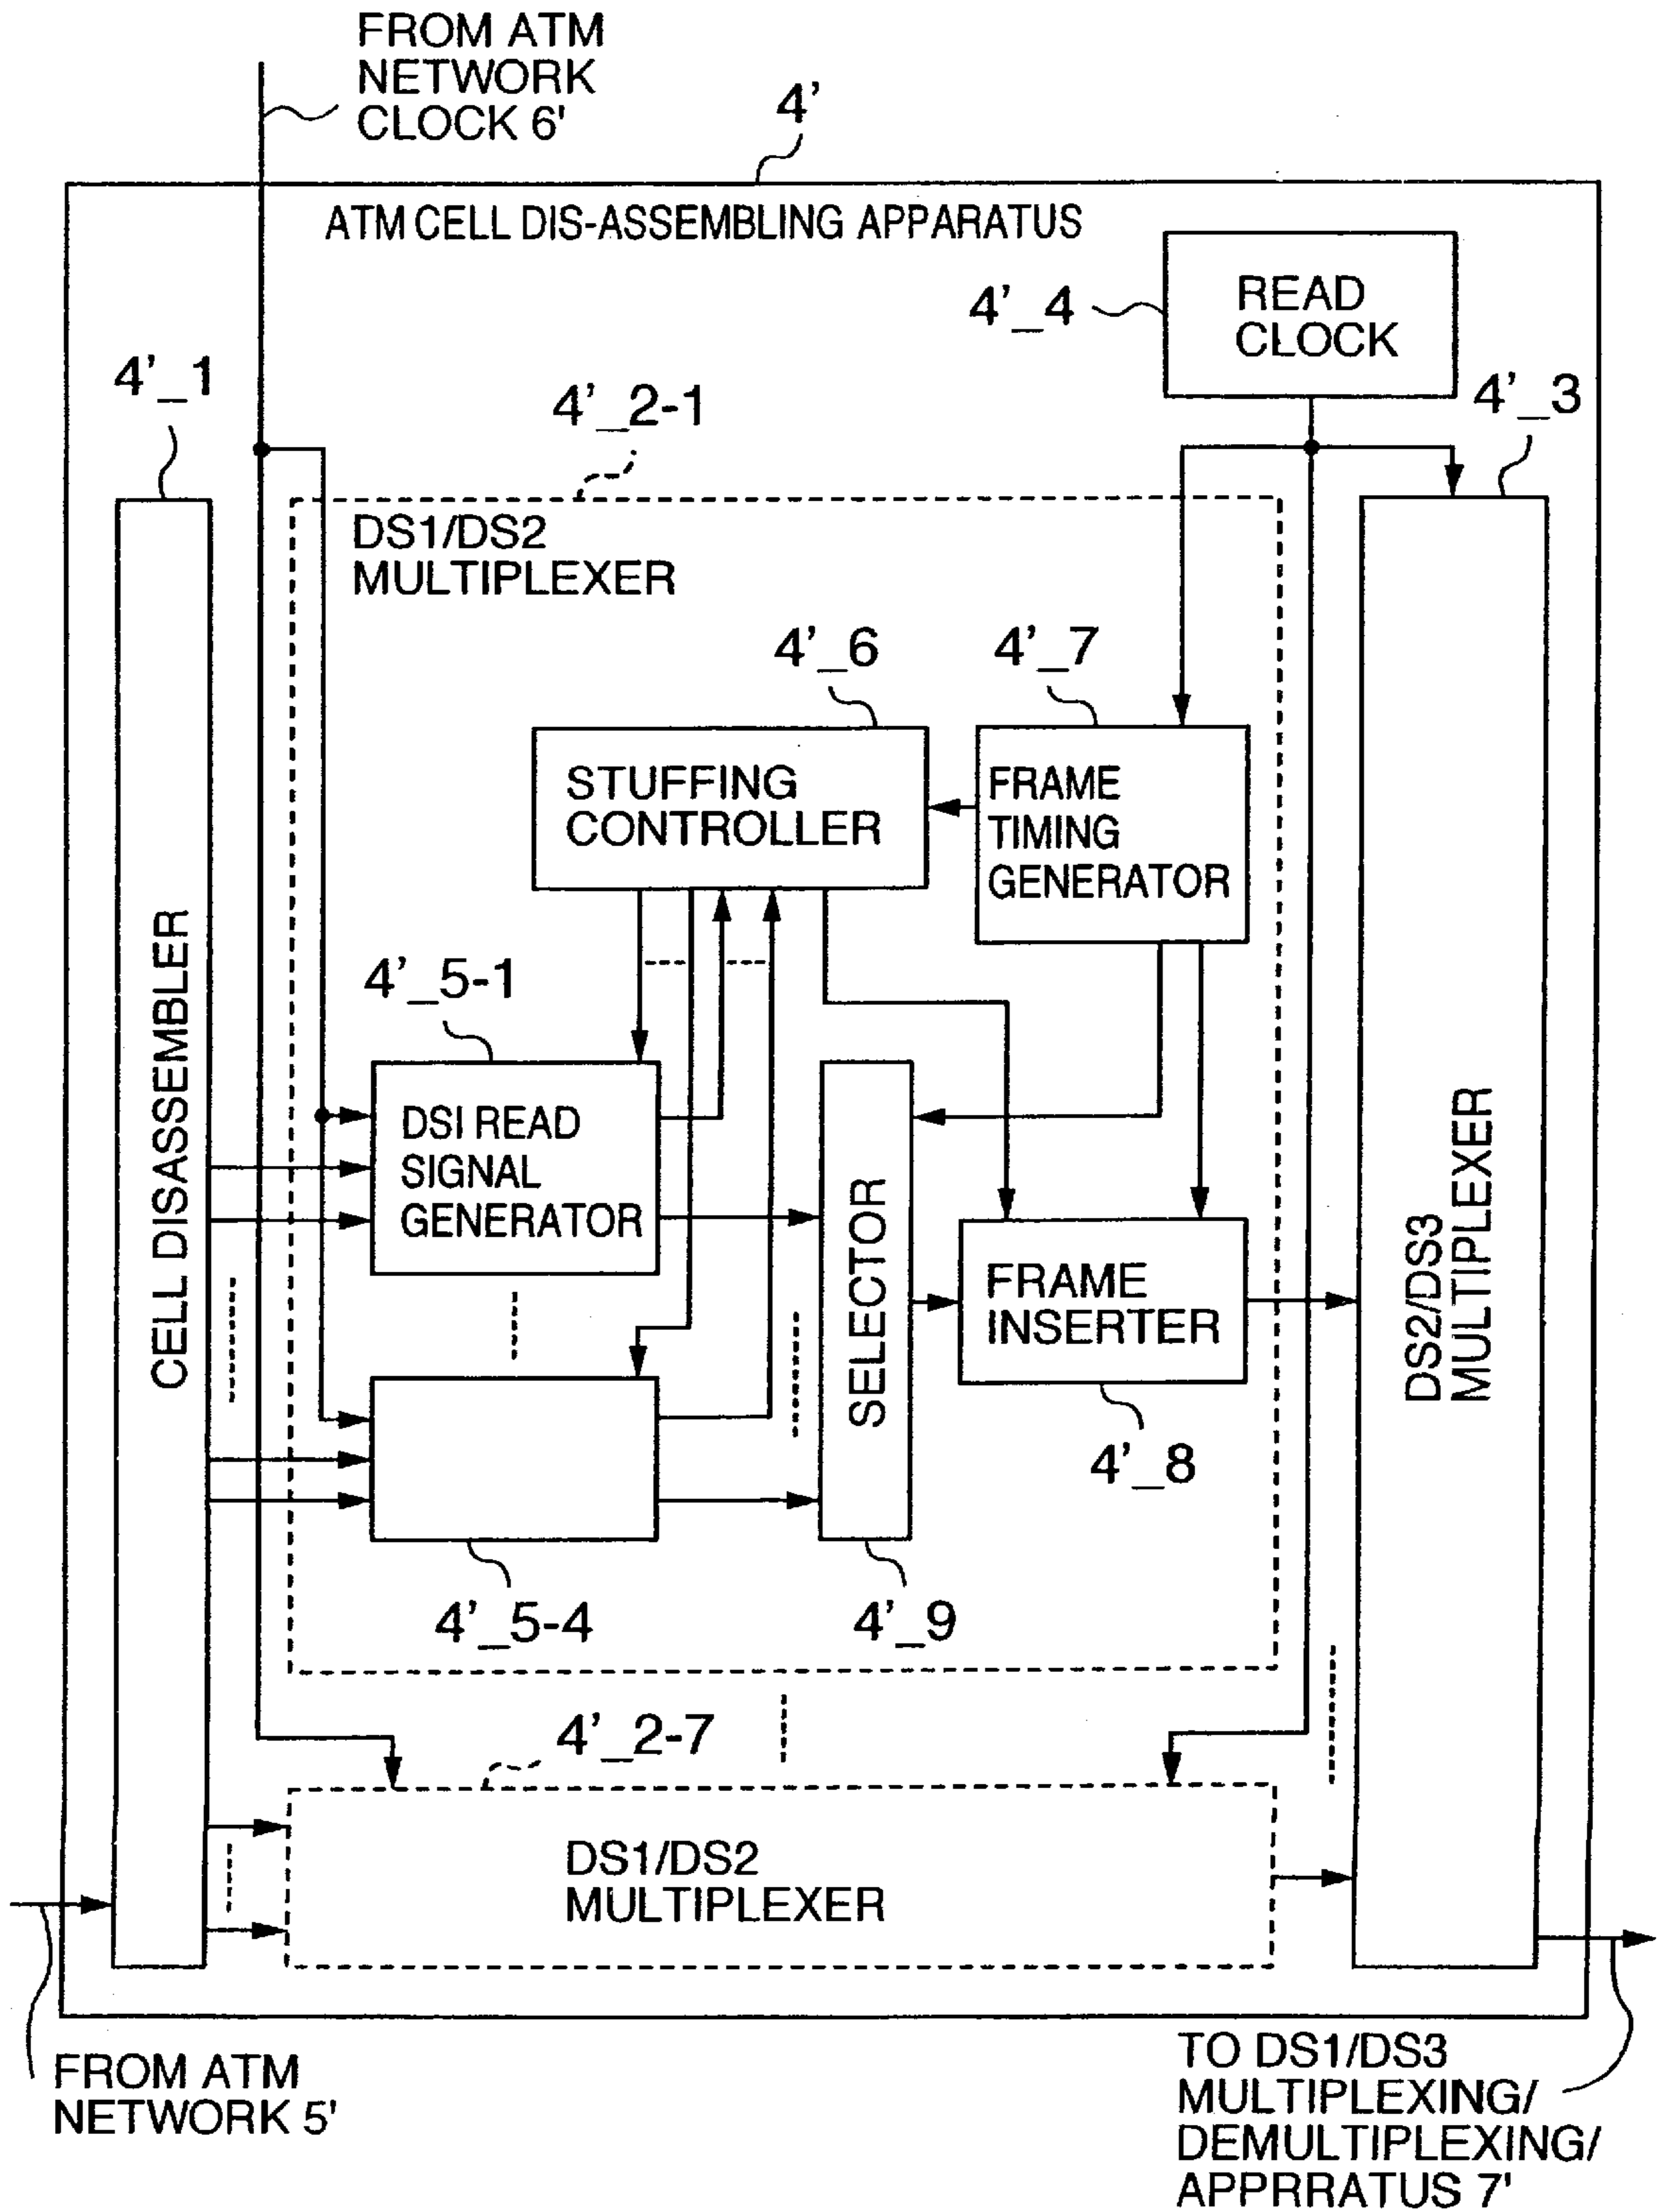 FROM ATM
NETWORK
CLOCK 6'
4'
ATM CELL DIS-ASSEMBLING APPARATUS
READ
CLOCK
4'_4
4'_1
4'_2-1
4'_3
DS1/DS2
MULTIPLEXER
4'_6
4'_7
STUFFING
CONTROLLER
FRAME
TIMING
GENERATOR
4'_5-1
CELL DISASSEMBLER
DSI READ
SIGNAL
GENERATOR
SELECTOR
FRAME
INSERTER
DS2/DS3
MULTIPLEXER
4'_8
4'_5-4
4'_9
4'_2-7
DS1/DS2
MULTIPLEXER
FROM ATM
NETWORK 5'
TO DS1/DS3
MULTIPLEXING/
DEMULTIPLEXING/
APPRRATUS 7'